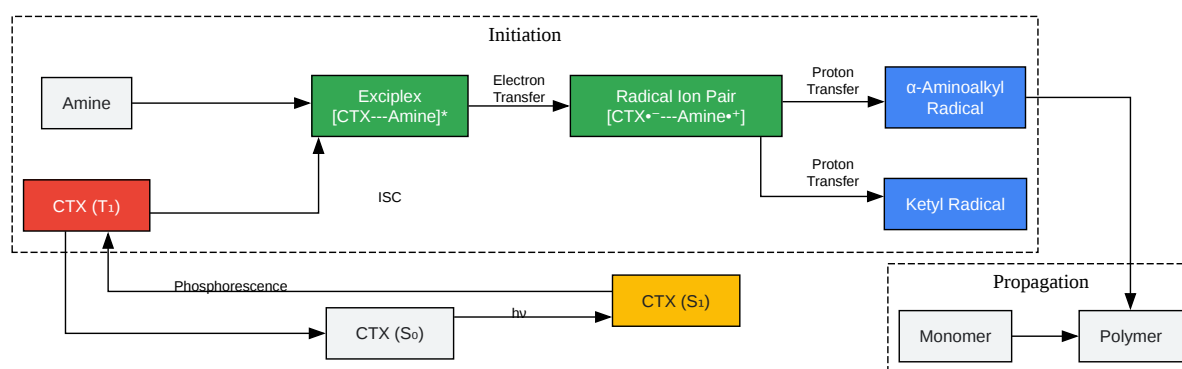 Initiation
Amine
Exciplex
[CTX---Amine]*
Electron
Transfer
Radical Ion Pair
[CTX•⁻---Amine•⁺]
Proton
Transfer
α-Aminoalkyl
Radical
CTX (T₁)
ISC
Proton
Transfer
Ketyl Radical
Phosphorescence
CTX (S₁)
CTX (S₀)
hν
Propagation
Monomer
Polymer